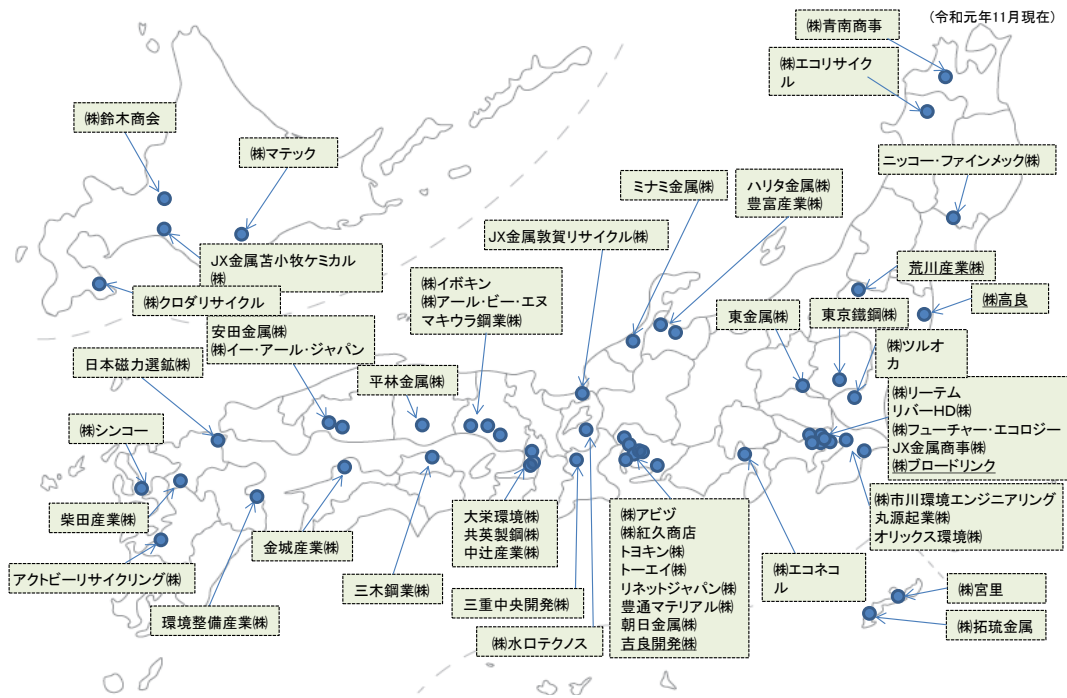 （令和元年11月現在）
㈱青南商事
㈱エコリサイク
ル
㈱鈴木商会
㈱マテック
ニッコー・ファインメック㈱
ミナミ金属㈱
ハリタ金属㈱
豊富産業㈱
JX金属敦賀リサイクル㈱
JX金属苫小牧ケミカル
㈱
荒川産業㈱
㈱イボキン
㈱アール・ビー・エヌ
マキウラ鋼業㈱
㈱クロダリサイクル
㈱高良
東金属㈱
東京鐵鋼㈱
安田金属㈱
㈱イー・アール・ジャパン
㈱ツルオ
カ
日本磁力選鉱㈱
平林金属㈱
㈱リーテム
リバーHD㈱
㈱フューチャー・エコロジー
JX金属商事㈱
㈱ブロードリンク
㈱シンコー
㈱市川環境エンジニアリング
丸源起業㈱
オリックス環境㈱
柴田産業㈱
大栄環境㈱
共英製鋼㈱
中辻産業㈱
㈱アビヅ
㈱紅久商店
トヨキン㈱
トーエイ㈱
リネットジャパン㈱
豊通マテリアル㈱
朝日金属㈱
吉良開発㈱
金城産業㈱
㈱エコネコ
ル
アクトビーリサイクリング㈱
三木鋼業㈱
三重中央開発㈱
㈱宮里
環境整備産業㈱
㈱拓琉金属
㈱水口テクノス